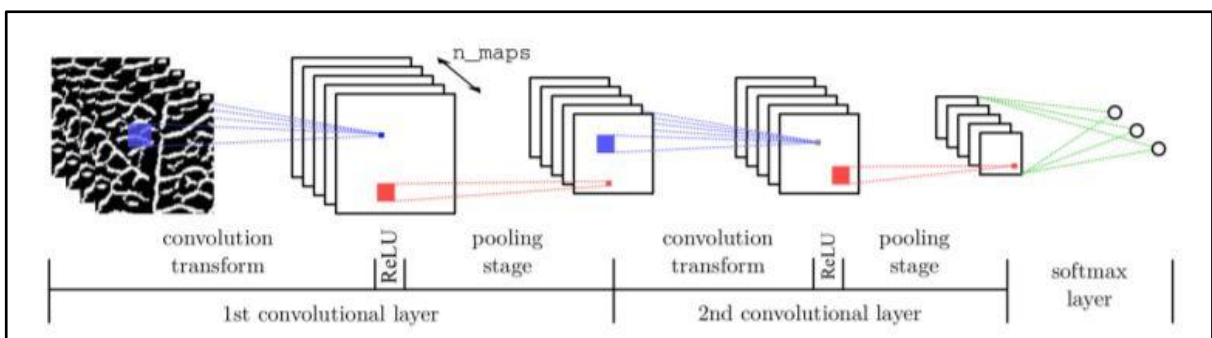 n_maps
convolution
transform
ReLU
pooling
stage
convolution
transform
ReLU
pooling
stage
softmax
layer
1st convolutional layer
2nd convolutional layer